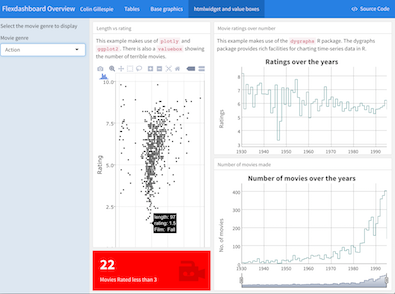 Flexdashboard Overview Colin Gillespie Tables Base graphics htmlwidget and value boxes Source Code
Select the movie genre to display
Movie genre
Action
Length vs rating
This example makes use of plotly and
ggplot2. There is also a valuebox showing
the number of terrible movies.
10.0
7.5
5.0
2.5
Rating
length: 97
rating: 1.5
Film: Fall
22
Movies Rated less than 3
Movie ratings over number
This example makes use of the dygraphs R package. The dygraphs
package provides rich facilities for charting time-series data in R.
Ratings over the years
8
7
6
5
4
3
Ratings
1930 1940 1950 1960 1970 1980 1990
Number of movies made
Number of movies over the years
400
300
200
100
0
No. of movies
1930 1940 1950 1960 1970 1980 1990